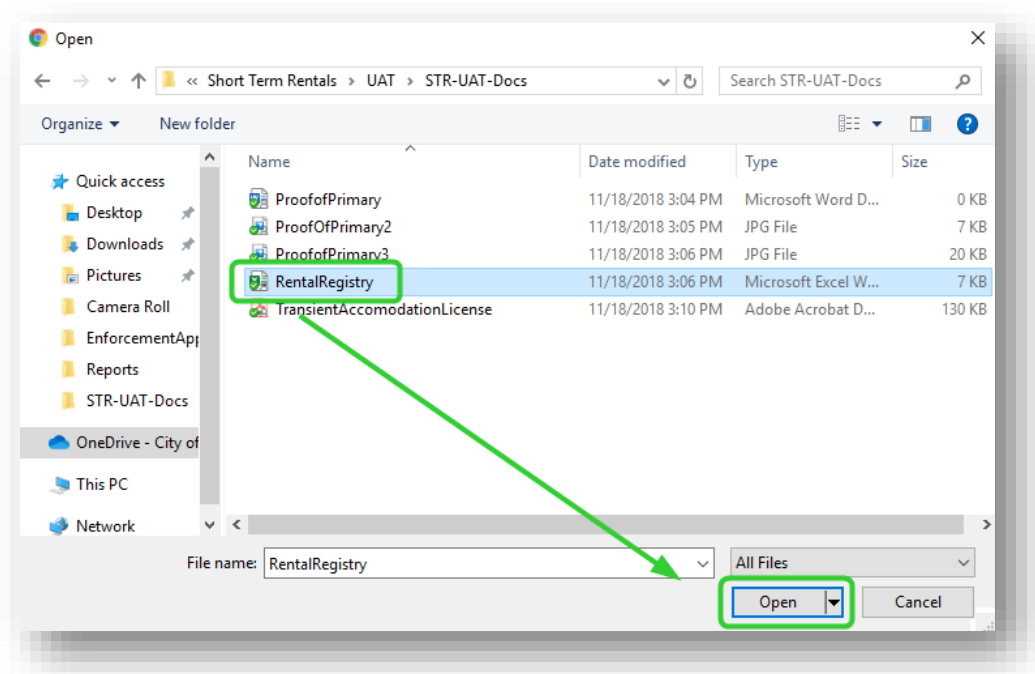 Open
« Short Term Rentals > UAT > STR-UAT-Docs
Search STR-UAT-Docs
Organize
New folder
Name Date modified Type Size
Quick access
Desktop
Downloads
Pictures
Camera Roll
EnforcementApp
Reports
STR-UAT-Docs
OneDrive - City of
This PC
Network
ProofofPrimary 11/18/2018 3:04 PM Microsoft Word D... 0 KB
ProofOfPrimary2 11/18/2018 3:05 PM JPG File 7 KB
ProofofPrimary3 11/18/2018 3:06 PM JPG File 20 KB
RentalRegistry 11/18/2018 3:06 PM Microsoft Excel W... 7 KB
TransientAccomodationLicense 11/18/2018 3:10 PM Adobe Acrobat D... 130 KB
File name: RentalRegistry All Files
Open Cancel